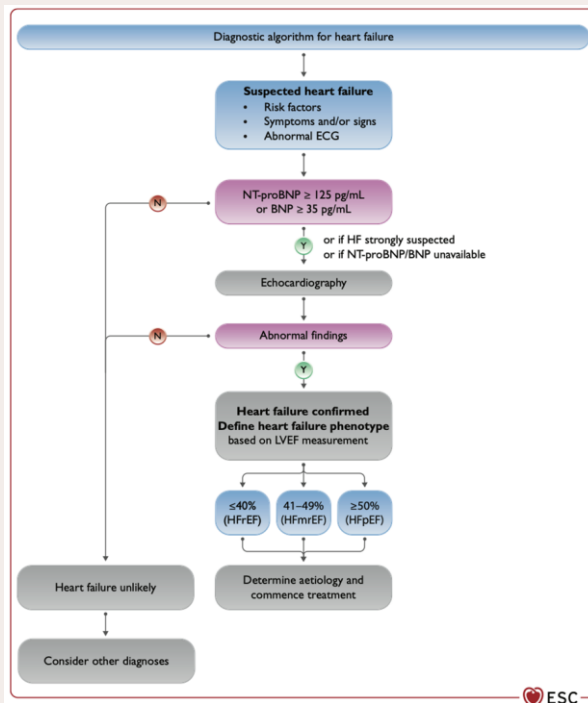 Diagnostic algorithm for heart failure
Suspected heart failure
• Risk factors
• Symptoms and/or signs
• Abnormal ECG
N
NT-proBNP ≥ 125 pg/mL
or BNP ≥ 35 pg/mL
Y
or if HF strongly suspected
or if NT-proBNP/BNP unavailable
Echocardiography
N
Abnormal findings
Y
Heart failure confirmed
Define heart failure phenotype
based on LVEF measurement
≤40%
(HFrEF)
41–49%
(HFmrEF)
≥50%
(HFpEF)
Heart failure unlikely
Determine aetiology and
commence treatment
Consider other diagnoses
ESC